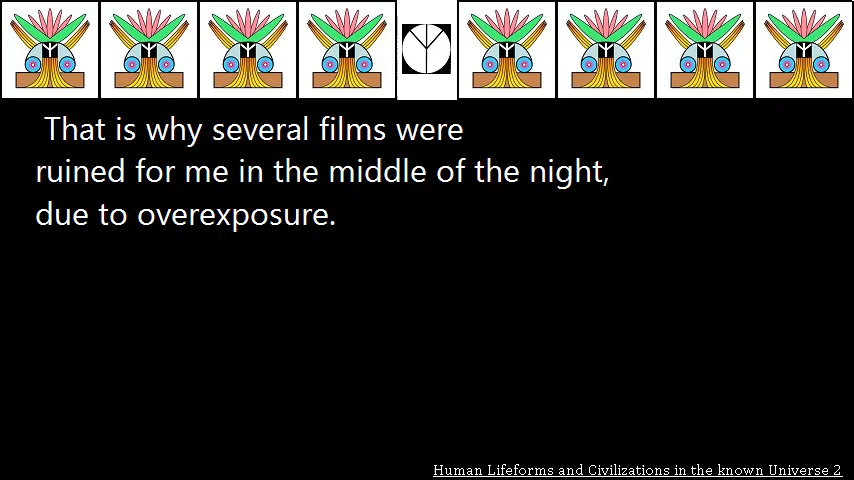 That is why several films were
ruined for me in the middle of the night,
due to overexposure.
Human Lifeforms and Civilizations in the known Universe 2